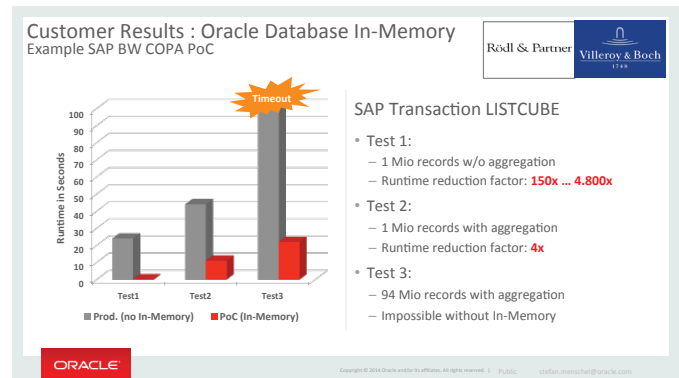 Customer Results : Oracle Database In-Memory
Example SAP BW COPA PoC
Rödl & Partner
Villeroy & Boch
1748
Timeout
100
90
80
70
60
50
40
30
20
10
0
Runtime in Seconds
Test1 Test2 Test3
Prod. (no In-Memory) PoC (In-Memory)
SAP Transaction LISTCUBE
• Test 1:
– 1 Mio records w/o aggregation
– Runtime reduction factor: 150x ... 4.800x
• Test 2:
– 1 Mio records with aggregation
– Runtime reduction factor: 4x
• Test 3:
– 94 Mio records with aggregation
– Impossible without In-Memory
ORACLE
Copyright © 2014 Oracle and/or its affiliates. All rights reserved. | Public stefan.menschel@oracle.com